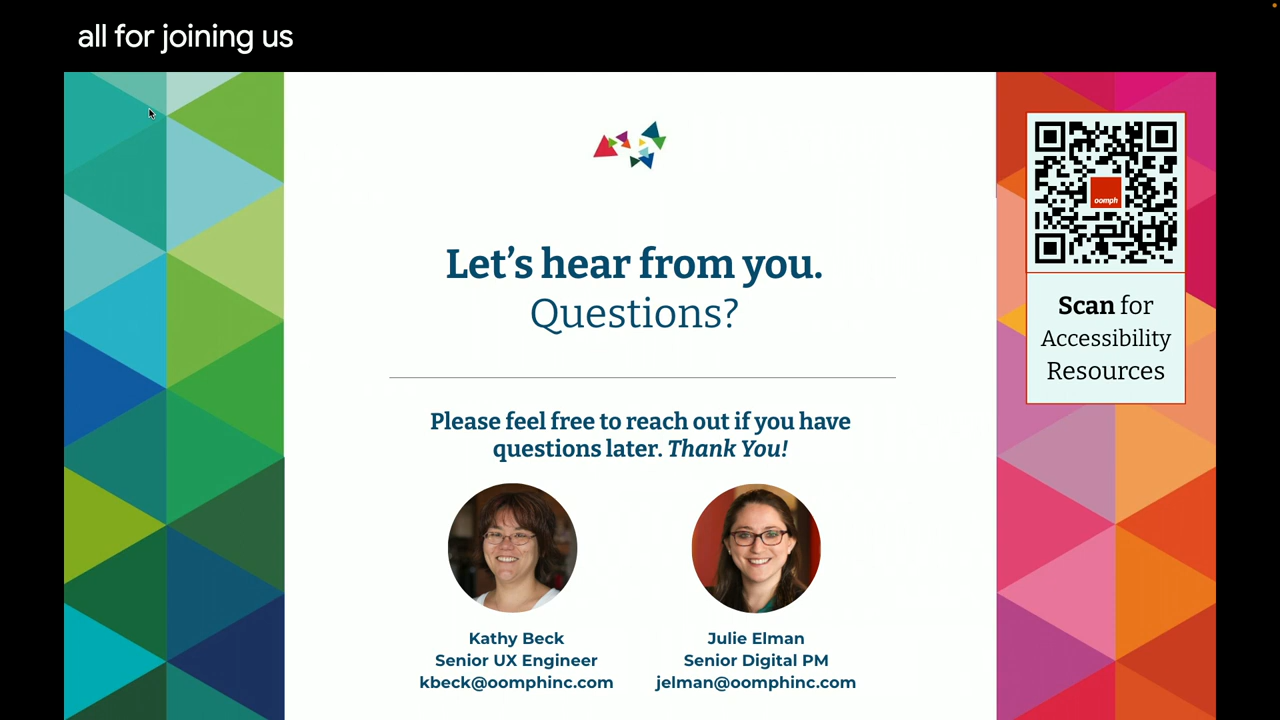 all for joining us
Let's hear from you.
Questions?
Please feel free to reach out if you have
questions later. Thank You!
Kathy Beck
Senior UX Engineer
kbeck@oomphinc.com
Julie Elman
Senior Digital PM
jelman@oomphinc.com
oomph
Scan for
Accessibility
Resources